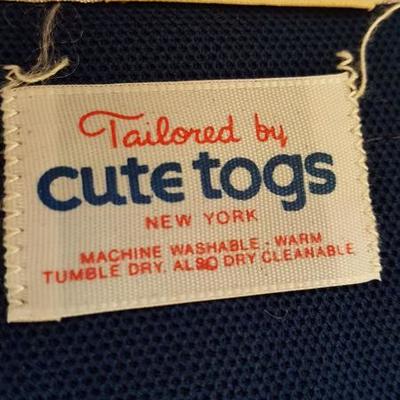 Tailored by
cute togs
NEW YORK
MACHINE WASHABLE - WARM
TUMBLE DRY. ALSO DRY CLEANABLE